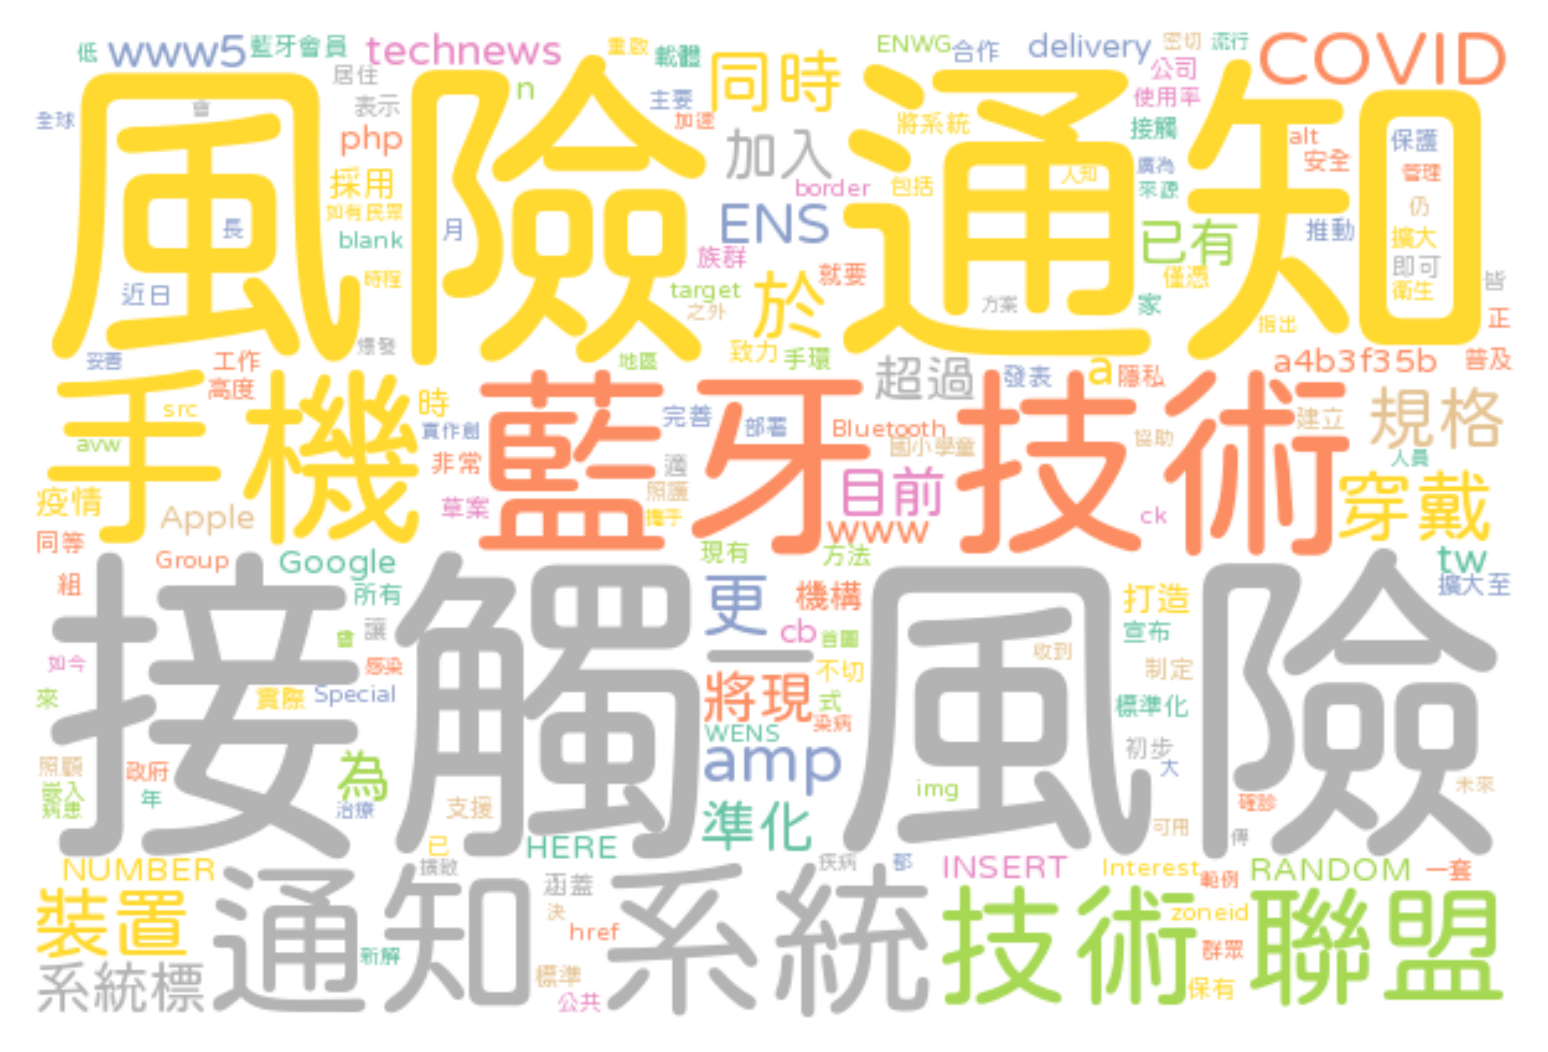 低 www5 藍牙會員 technews 重啟 載體 同時 ENWG 合作 delivery 密切 流行 COVID
居住 n 主要 公司
全球 會 表示 加速 使用率
風險 通知
php 加入 將系統 接觸 alt 保護
採用 border 包括 人知 廣為 安全 管理
如有民眾 長 月 ENS 來源 仍
blank 族群 已有 推動 擴大
近日 時程 target 於 就要 僅憑 即可 皆
之外 方案 家 衛生
爆發 致力 手環 指出 正
妥善 工作 地區 超過 發表 a 隱私 a4b3f35b 普及
高度
手機 藍牙技術
src 時 完善 部署 Bluetooth 建立 規格
avw 實作創 國小學童 協助 人員
非常 適
疫情 草案 照護 目前 穿戴
Apple 撫子 www ck
同等 Group Google 現有 方法 tw
組 所有 更 機構 打造 擴大至
接觸風險
曾 讓 cb 首圖 宣布
如今 感染 一 不切 收到 制定
來 實際 Special 將現 式 標準化
WENS 染病 初步
照顧 政府 為 amp 大
嵌入 年 img 未來
病患 治療 支援 準化 確診
已 HERE 可用 傳
NUMBER 擴散 疾病 都 INSERT Interest RANDOM 一套
涵蓋 範例
裝置 通知系統 技術聯盟
決 zoneid
href 群眾
新解 標準
系統標 公共 保有